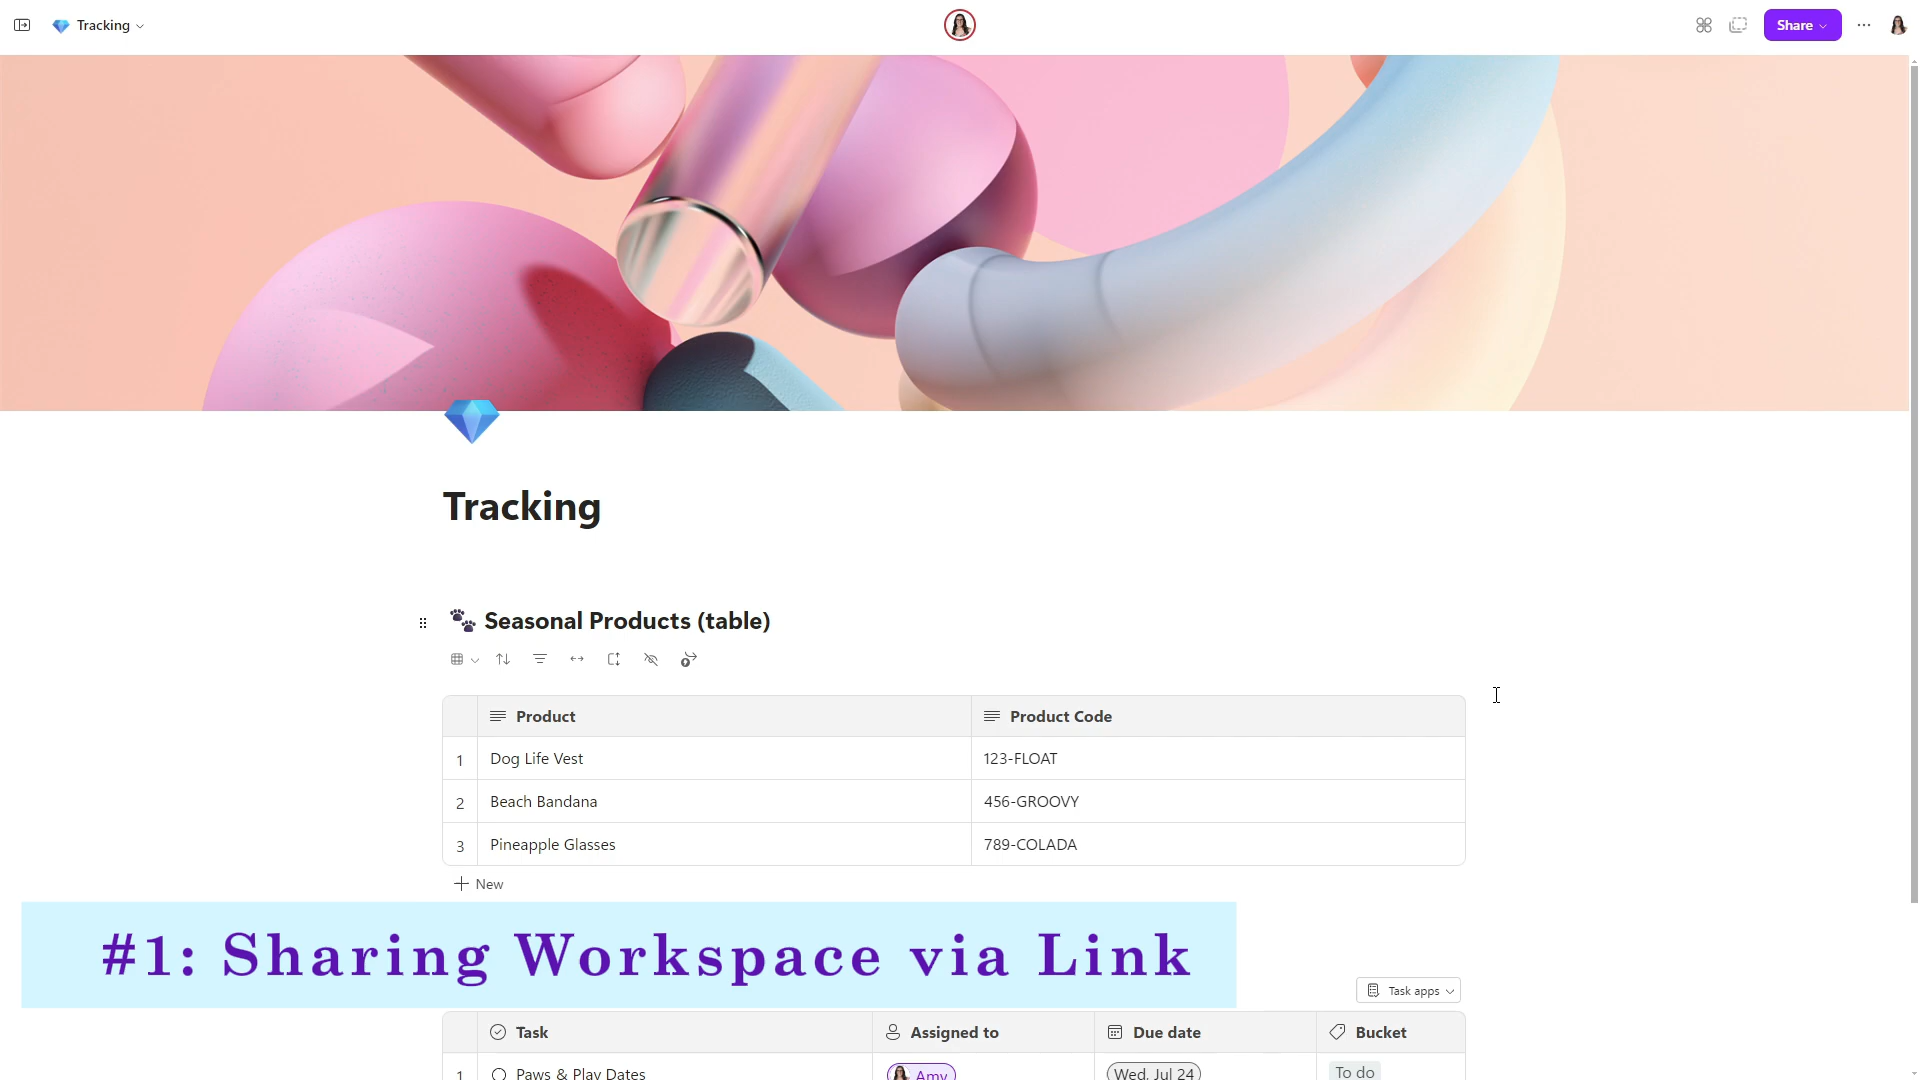 Tracking
Share
Tracking
Seasonal Products (table)
Product Product Code
1 Dog Life Vest 123-FLOAT
2 Beach Bandana 456-GROOVY
3 Pineapple Glasses 789-COLADA
New
#1: Sharing Workspace via Link
Task apps
Task Assigned to Due date Bucket
1 Paws & Play Dates Amy Wed, Jul 24 To do